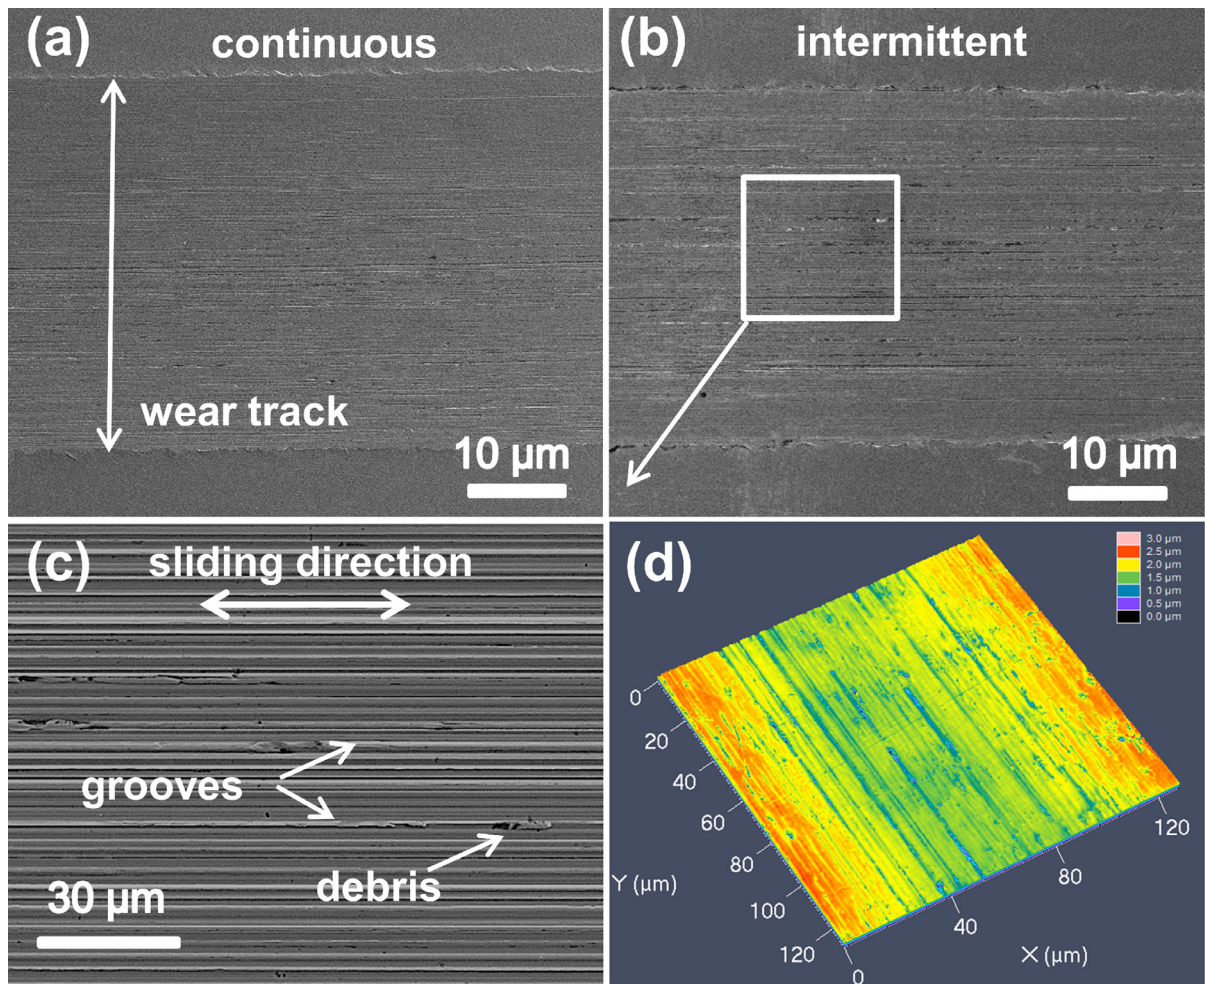 (a)
continuous
wear track
10 µm
(b)
intermittent
10 µm
(c)
sliding direction
grooves
debris
30 µm
(d)
3.0 µm
2.5 µm
2.0 µm
1.5 µm
1.0 µm
0.5 µm
0.0 µm
0
20
40
60
80
100
120
Y (µm)
0
40
80
120
X (µm)